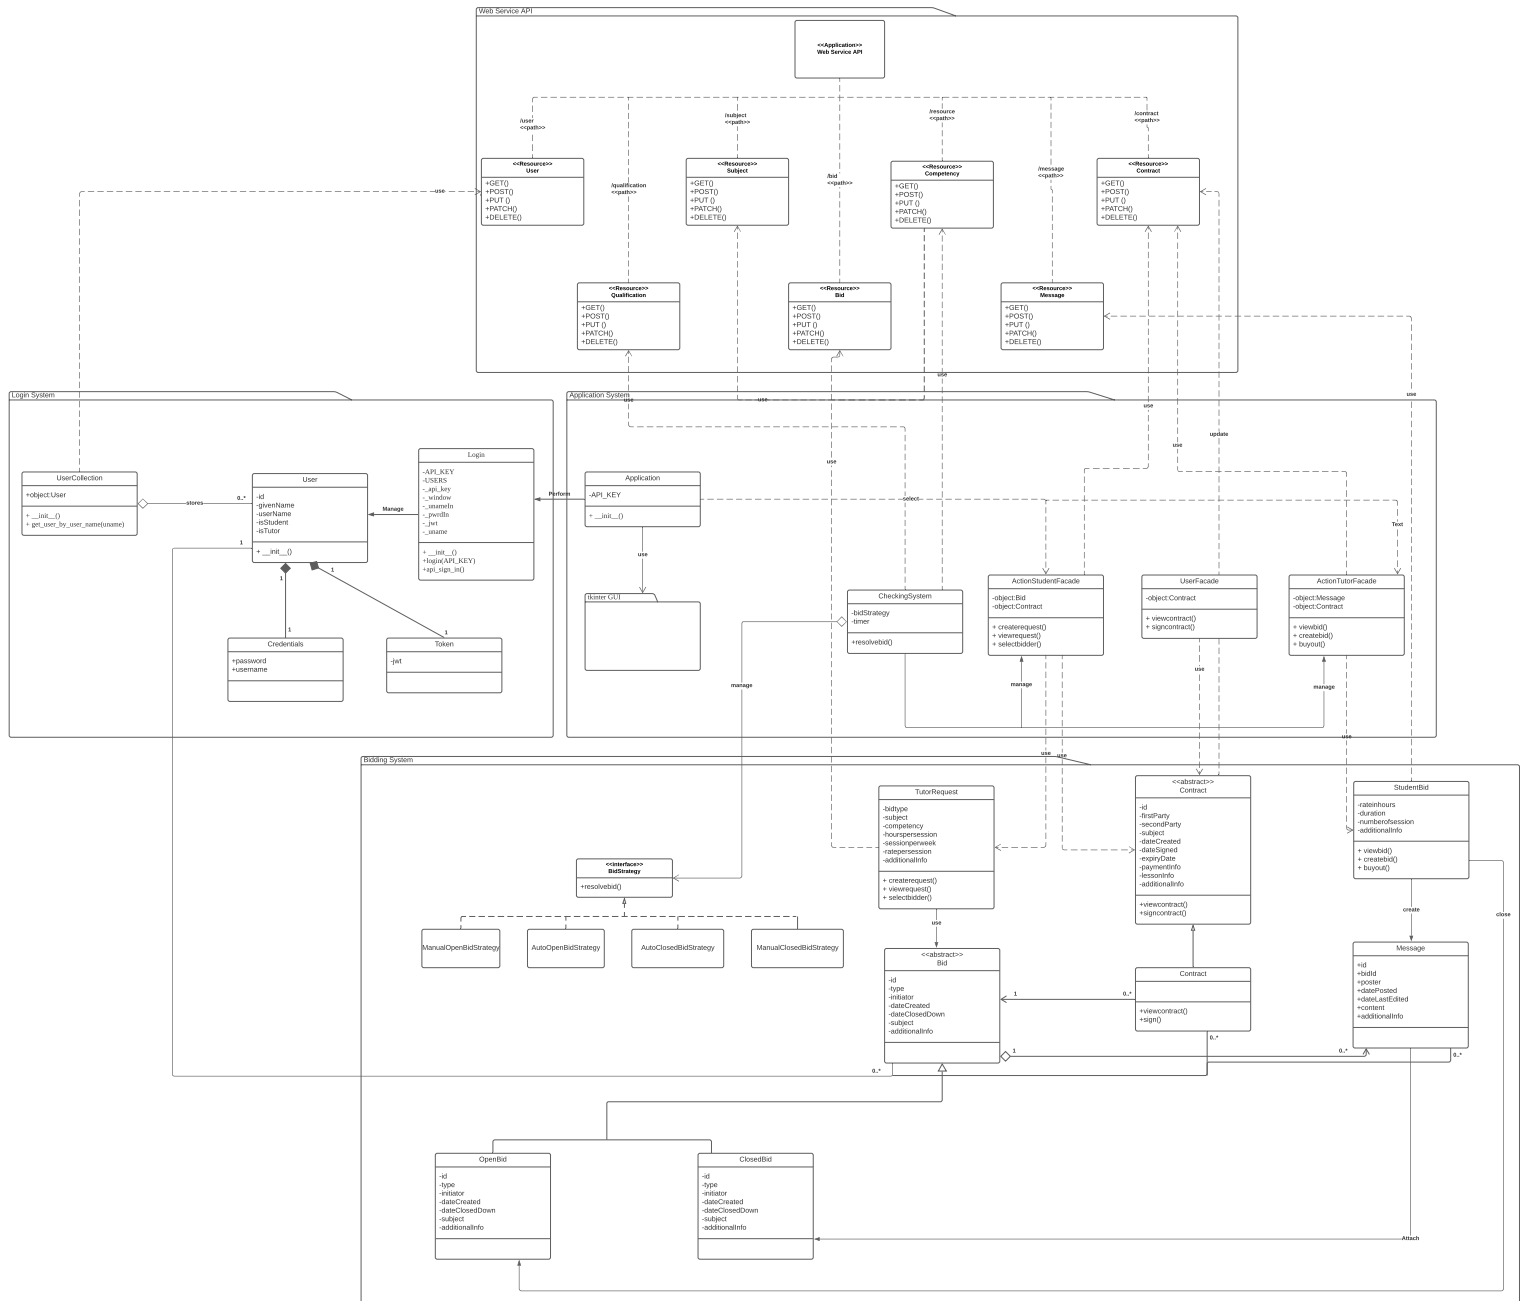 Web Service API
<<Application>>
Web Service API
/user
<<path>>
/qualification
<<path>>
/subject
<<path>>
/bid
<<path>>
/resource
<<path>>
/message
<<path>>
/contract
<<path>>
<<Resource>>
User
+GET()
+POST()
+PUT ()
+PATCH()
+DELETE()
<<Resource>>
Subject
+GET()
+POST()
+PUT ()
+PATCH()
+DELETE()
<<Resource>>
Competency
+GET()
+POST()
+PUT ()
+PATCH()
+DELETE()
<<Resource>>
Contract
+GET()
+POST()
+PUT ()
+PATCH()
+DELETE()
<<Resource>>
Qualification
+GET()
+POST()
+PUT ()
+PATCH()
+DELETE()
<<Resource>>
Bid
+GET()
+POST()
+PUT ()
+PATCH()
+DELETE()
<<Resource>>
Message
+GET()
+POST()
+PUT ()
+PATCH()
+DELETE()
use
use
use
use
use
use
use
update
use
Login System
UserCollection
+object:User
+ __init__()
+ get_user_by_user_name(uname)
stores
0..*
User
-id
-givenName
-userName
-isStudent
-isTutor
+ __init__()
1
1
1
1
1
Manage
Login
-API_KEY
-USERS
-_api_key
-_window
-_unameIn
-_pwrdIn
-_jwt
-_uname
+ __init__()
+login(API_KEY)
+api_sign_in()
Credentials
+password
+username
Token
-jwt
Application System
Perform
Application
-API_KEY
+ __init__()
select
Text
use
tkinter GUI
CheckingSystem
-bidStrategy
-timer
+resolvebid()
ActionStudentFacade
-object:Bid
-object:Contract
+ createrequest()
+ viewrequest()
+ selectbidder()
UserFacade
-object:Contract
+ viewcontract()
+ signcontract()
ActionTutorFacade
-object:Message
-object:Contract
+ viewbid()
+ createbid()
+ buyout()
manage
manage
manage
use
use
use
use
Bidding System
<<interface>>
BidStrategy
+resolvebid()
ManualOpenBidStrategy
AutoOpenBidStrategy
AutoClosedBidStrategy
ManualClosedBidStrategy
TutorRequest
-bidtype
-subject
-competency
-hourspersession
-sessionperweek
-ratepersession
-additionalInfo
+ createrequest()
+ viewrequest()
+ selectbidder()
use
<<abstract>>
Contract
-id
-firstParty
-secondParty
-subject
-dateCreated
-dateSigned
-expiryDate
-paymentInfo
-lessonInfo
-additionalInfo
+viewcontract()
+signcontract()
StudentBid
-rateinhours
-duration
-numberofsession
-additionalInfo
+ viewbid()
+ createbid()
+ buyout()
create
close
<<abstract>>
Bid
-id
-type
-initiator
-dateCreated
-dateClosedDown
-subject
-additionalInfo
1
0..*
Contract
+viewcontract()
+sign()
Message
+id
+bidId
+poster
+datePosted
+dateLastEdited
+content
+additionalInfo
0..*
1
0..*
0..*
0..*
OpenBid
-id
-type
-initiator
-dateCreated
-dateClosedDown
-subject
-additionalInfo
ClosedBid
-id
-type
-initiator
-dateCreated
-dateClosedDown
-subject
-additionalInfo
Attach